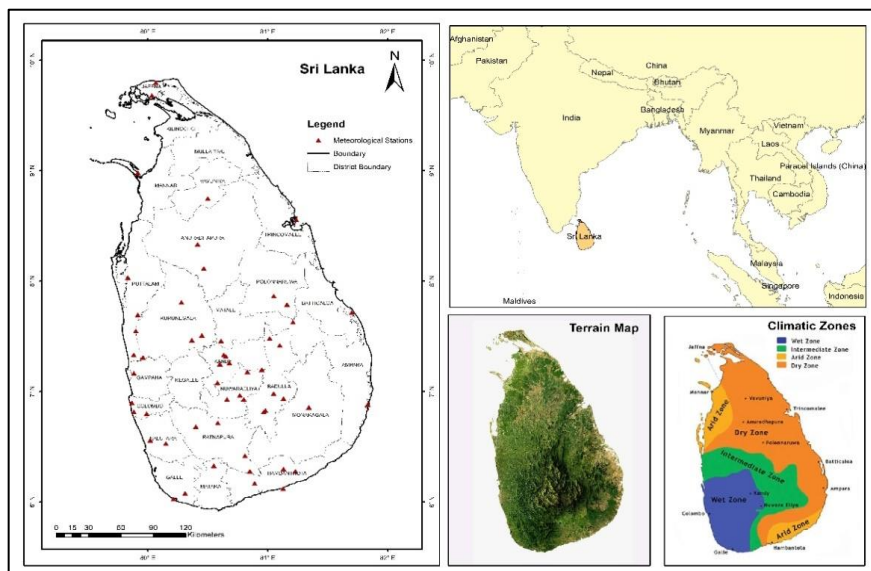 80°E
81°E
82°E
10°N
N
Sri Lanka
Legend
Meteorological Stations
Boundary
District Boundary
9°N
8°N
7°N
6°N
MANNAR
ANURADHAPURA
TRINCOMALEE
PUTTALAM
POLONNARUWA
BATTICALOA
KURUNEGALA
MATALE
KANDY
AMPARA
GAMPAHA
KEGALLE
NUWARAELIYA
BADULLA
COLOMBO
MONARAGALA
RATNAPURA
KALUTARA
GALLE
MATARA
HAMBANTOTA
0 15 30 60 90 120
Kilometers
80°E
81°E
82°E
Afghanistan
Pakistan
China
Nepal
Bhutan
Bangladesh
India
Myanmar
Vietnam
Laos
Paracel Islands (China)
Thailand
Cambodia
Sri Lanka
Malaysia
Singapore
Maldives
Indonesia
Terrain Map
Climatic Zones
Wet Zone
Intermediate Zone
Arid Zone
Dry Zone
Jaffna
Mannar
Vavuniya
Trincomalee
Arid Zone
Anuradhapura
Dry Zone
Polonnaruwa
Batticaloa
Intermediate Zone
Ampara
Kandy
Wet Zone
Nuwara Eliya
Colombo
Arid Zone
Hambantota
Galle